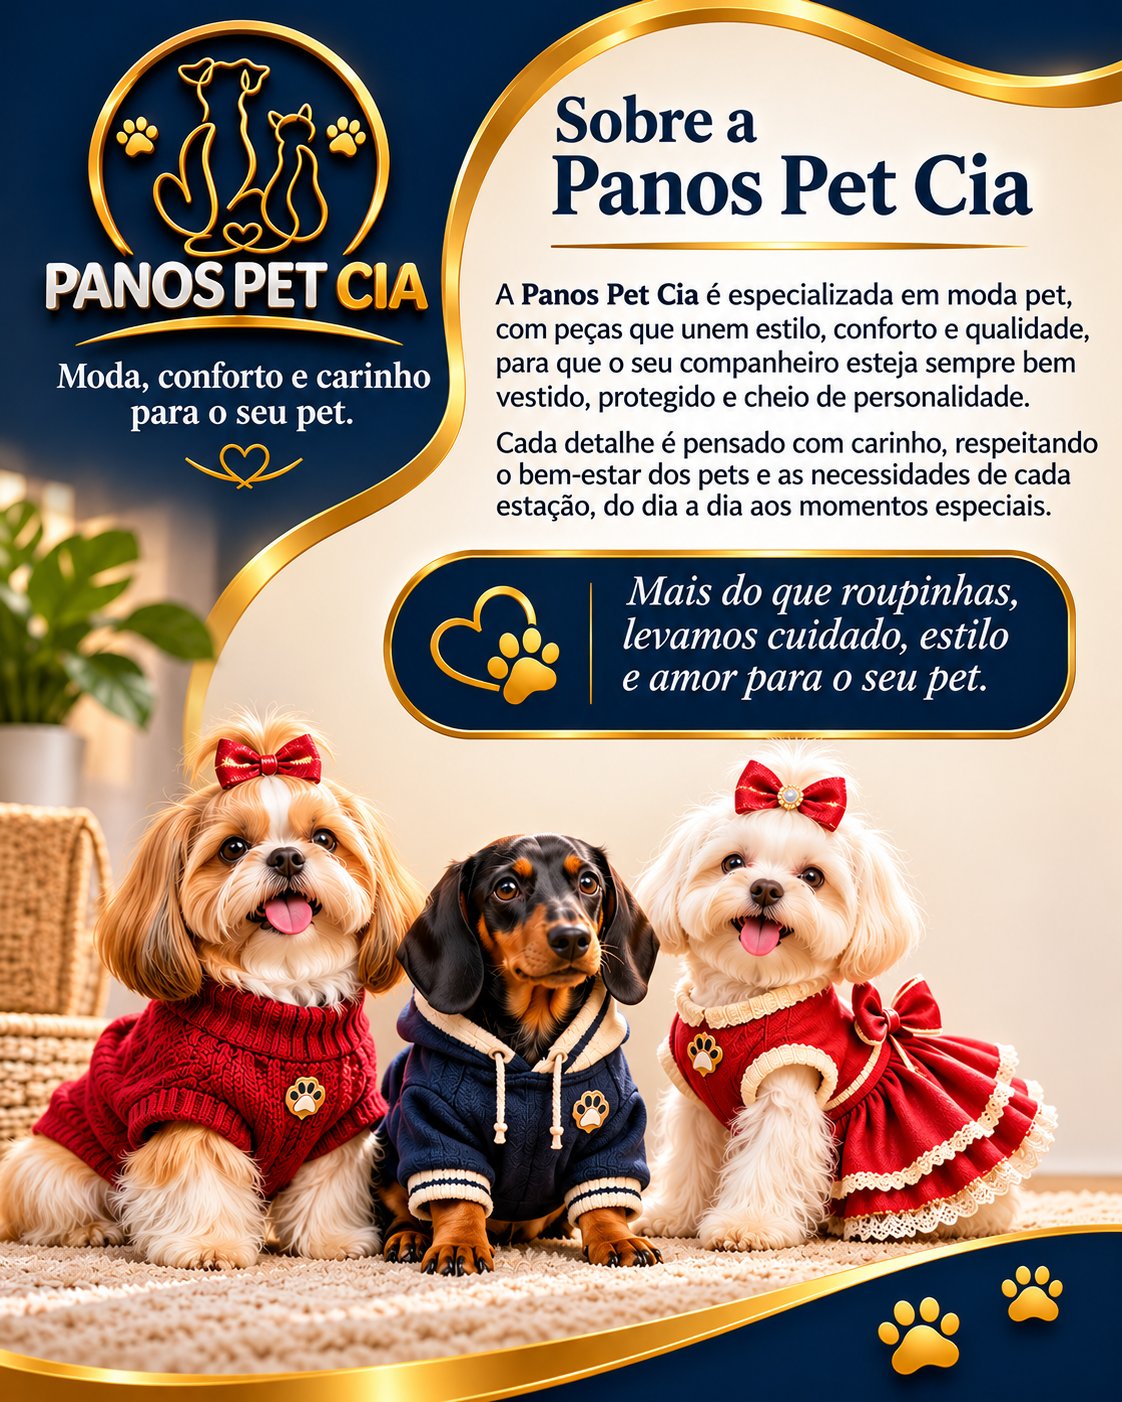 PANOS PET CIA
Moda, conforto e carinho
para o seu pet.
Sobre a
Panos Pet Cia
A Panos Pet Cia é especializada em moda pet,
com peças que unem estilo, conforto e qualidade,
para que o seu companheiro esteja sempre bem
vestido, protegido e cheio de personalidade.
Cada detalhe é pensado com carinho, respeitando
o bem-estar dos pets e as necessidades de cada
estação, do dia a dia aos momentos especiais.
Mais do que roupinhas,
levamos cuidado, estilo
e amor para o seu pet.